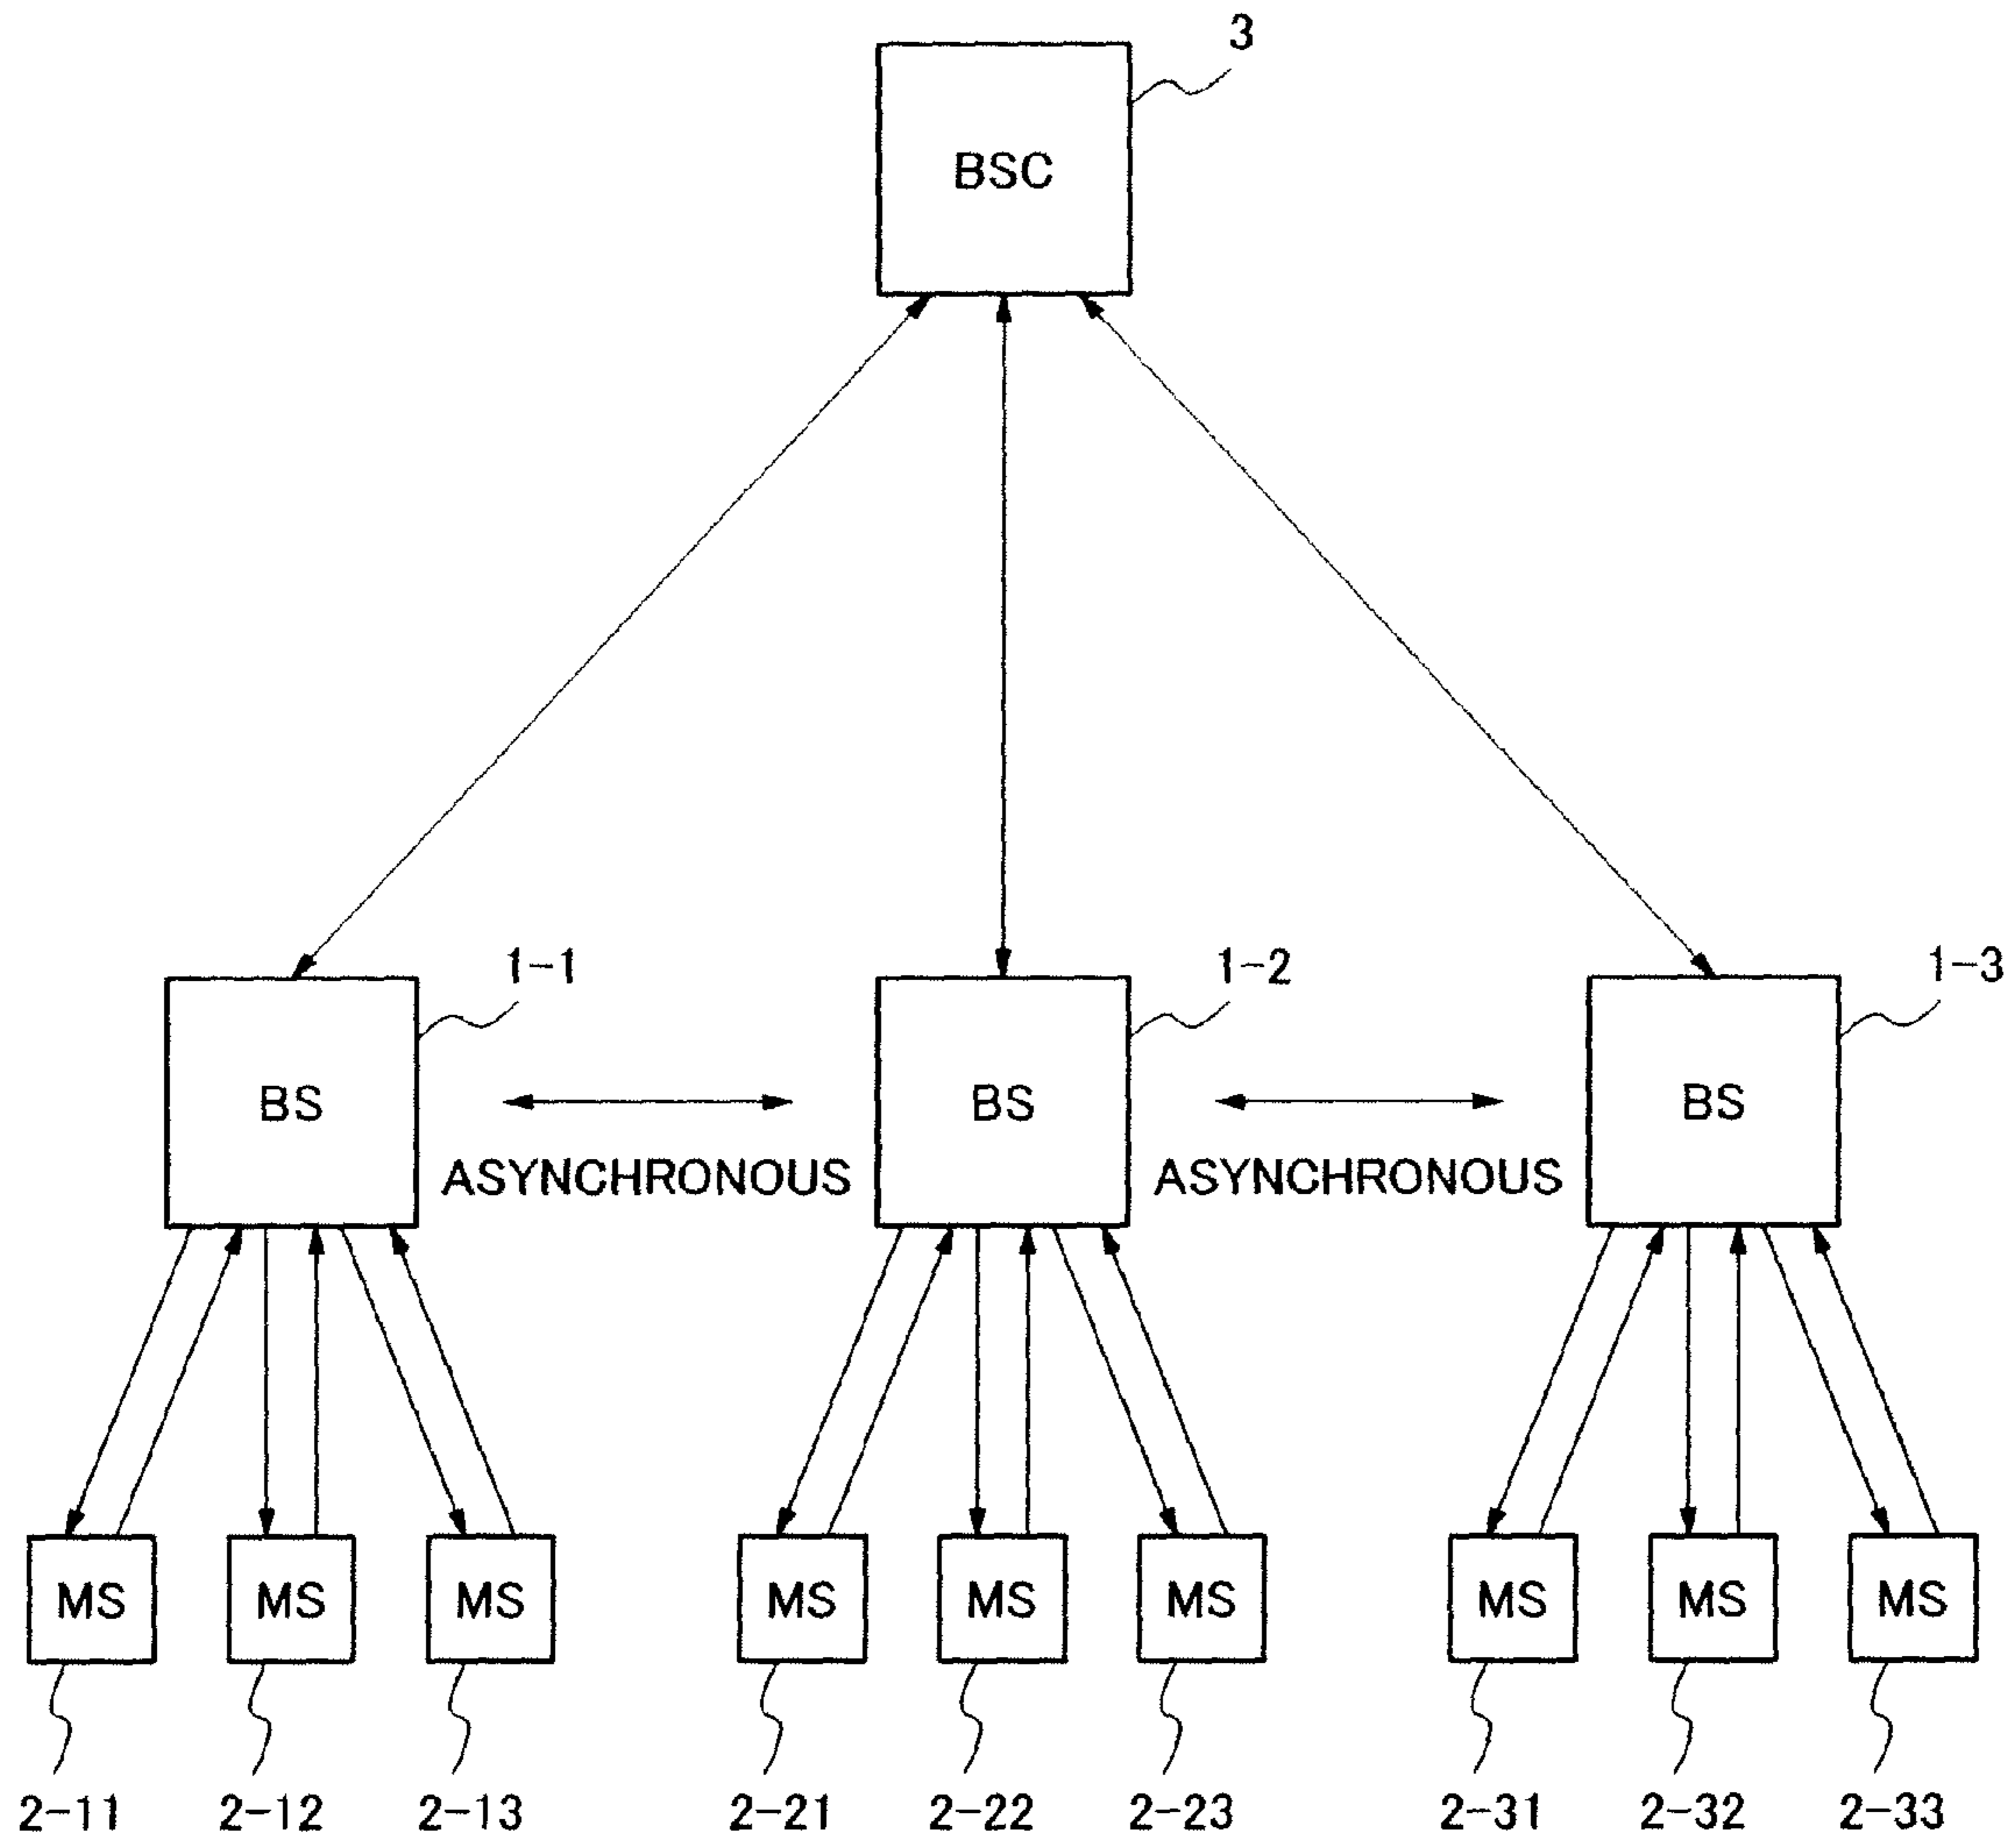 3
BSC
1-1
1-2
1-3
BS
BS
BS
ASYNCHRONOUS
ASYNCHRONOUS
MS
MS
MS
MS
MS
MS
MS
MS
MS
2-11
2-12
2-13
2-21
2-22
2-23
2-31
2-32
2-33